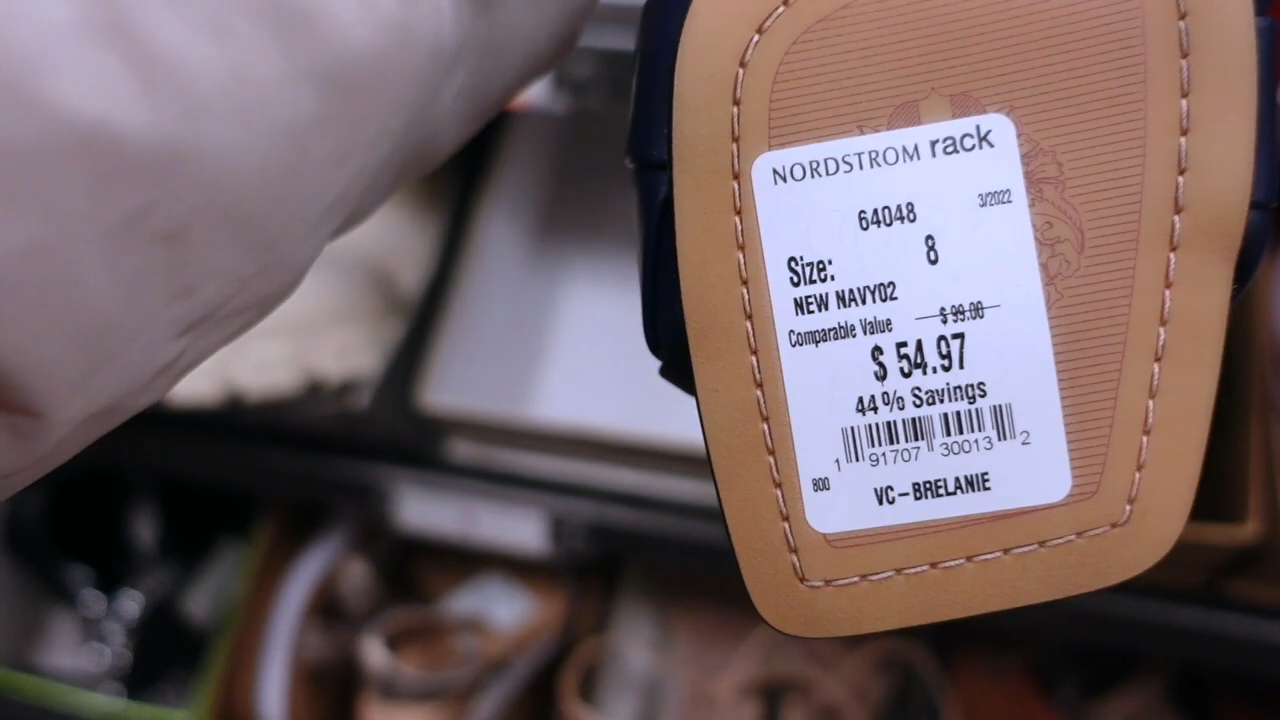 NORDSTROM rack
3/2022
64048
Size: 8
NEW NAVY02
Comparable Value $ 99.00
$ 54.97
44% Savings
1 91707 30013 2
800 VC-BRELANIE